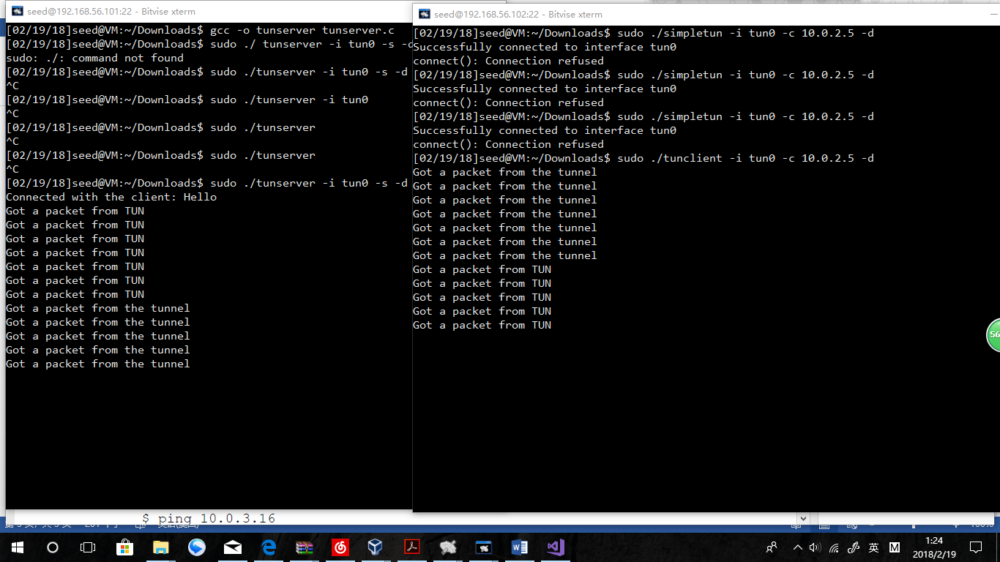 seed@192.168.56.101:22 - Bitvise xterm
[02/19/18]seed@VM:~/Downloads$ gcc -o tunserver tunserver.c
[02/19/18]seed@VM:~/Downloads$ sudo ./ tunserver -i tun0 -s -d
sudo: ./: command not found
[02/19/18]seed@VM:~/Downloads$ sudo ./tunserver -i tun0 -s -d
^C
[02/19/18]seed@VM:~/Downloads$ sudo ./tunserver -i tun0
^C
[02/19/18]seed@VM:~/Downloads$ sudo ./tunserver
^C
[02/19/18]seed@VM:~/Downloads$ sudo ./tunserver
^C
[02/19/18]seed@VM:~/Downloads$ sudo ./tunserver -i tun0 -s -d
Connected with the client: Hello
Got a packet from TUN
Got a packet from TUN
Got a packet from TUN
Got a packet from TUN
Got a packet from TUN
Got a packet from TUN
Got a packet from TUN
Got a packet from the tunnel
Got a packet from the tunnel
Got a packet from the tunnel
Got a packet from the tunnel
Got a packet from the tunnel
seed@192.168.56.102:22 - Bitvise xterm
[02/19/18]seed@VM:~/Downloads$ sudo ./simpletun -i tun0 -c 10.0.2.5 -d
Successfully connected to interface tun0
connect(): Connection refused
[02/19/18]seed@VM:~/Downloads$ sudo ./simpletun -i tun0 -c 10.0.2.5 -d
Successfully connected to interface tun0
connect(): Connection refused
[02/19/18]seed@VM:~/Downloads$ sudo ./simpletun -i tun0 -c 10.0.2.5 -d
Successfully connected to interface tun0
connect(): Connection refused
[02/19/18]seed@VM:~/Downloads$ sudo ./tunclient -i tun0 -c 10.0.2.5 -d
Got a packet from the tunnel
Got a packet from the tunnel
Got a packet from the tunnel
Got a packet from the tunnel
Got a packet from the tunnel
Got a packet from the tunnel
Got a packet from the tunnel
Got a packet from TUN
Got a packet from TUN
Got a packet from TUN
Got a packet from TUN
Got a packet from TUN
56
$ ping 10.0.3.16
英
M
1:24
2018/2/19